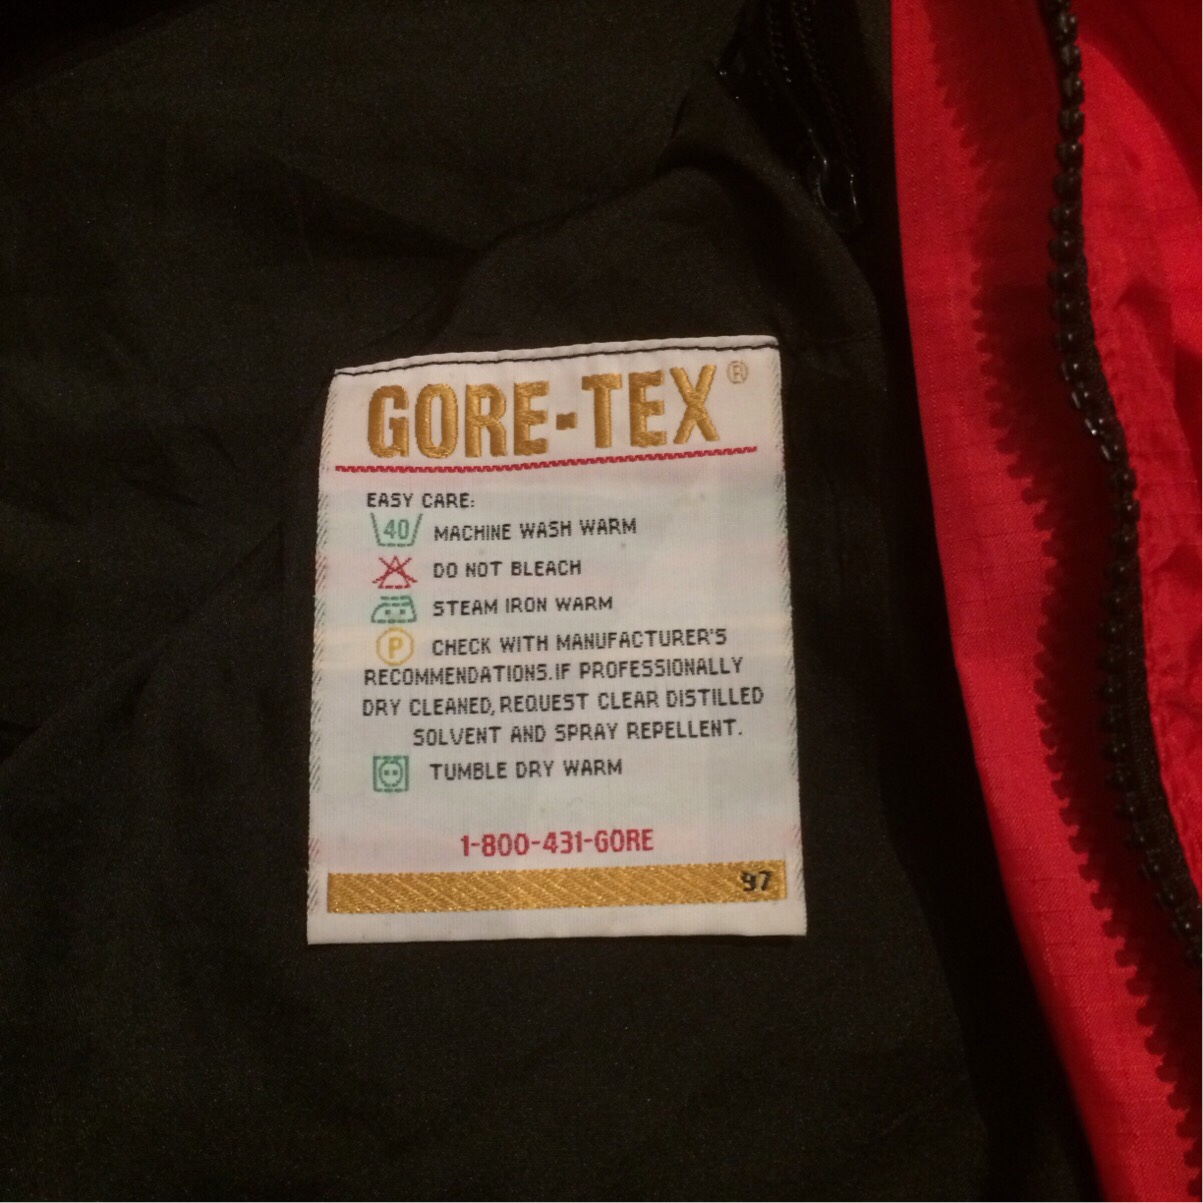 GORE-TEX®
EASY CARE:
40 MACHINE WASH WARM
DO NOT BLEACH
STEAM IRON WARM
P CHECK WITH MANUFACTURER'S
RECOMMENDATIONS.IF PROFESSIONALLY
DRY CLEANED, REQUEST CLEAR DISTILLED
SOLVENT AND SPRAY REPELLENT.
TUMBLE DRY WARM
1-800-431-GORE
97